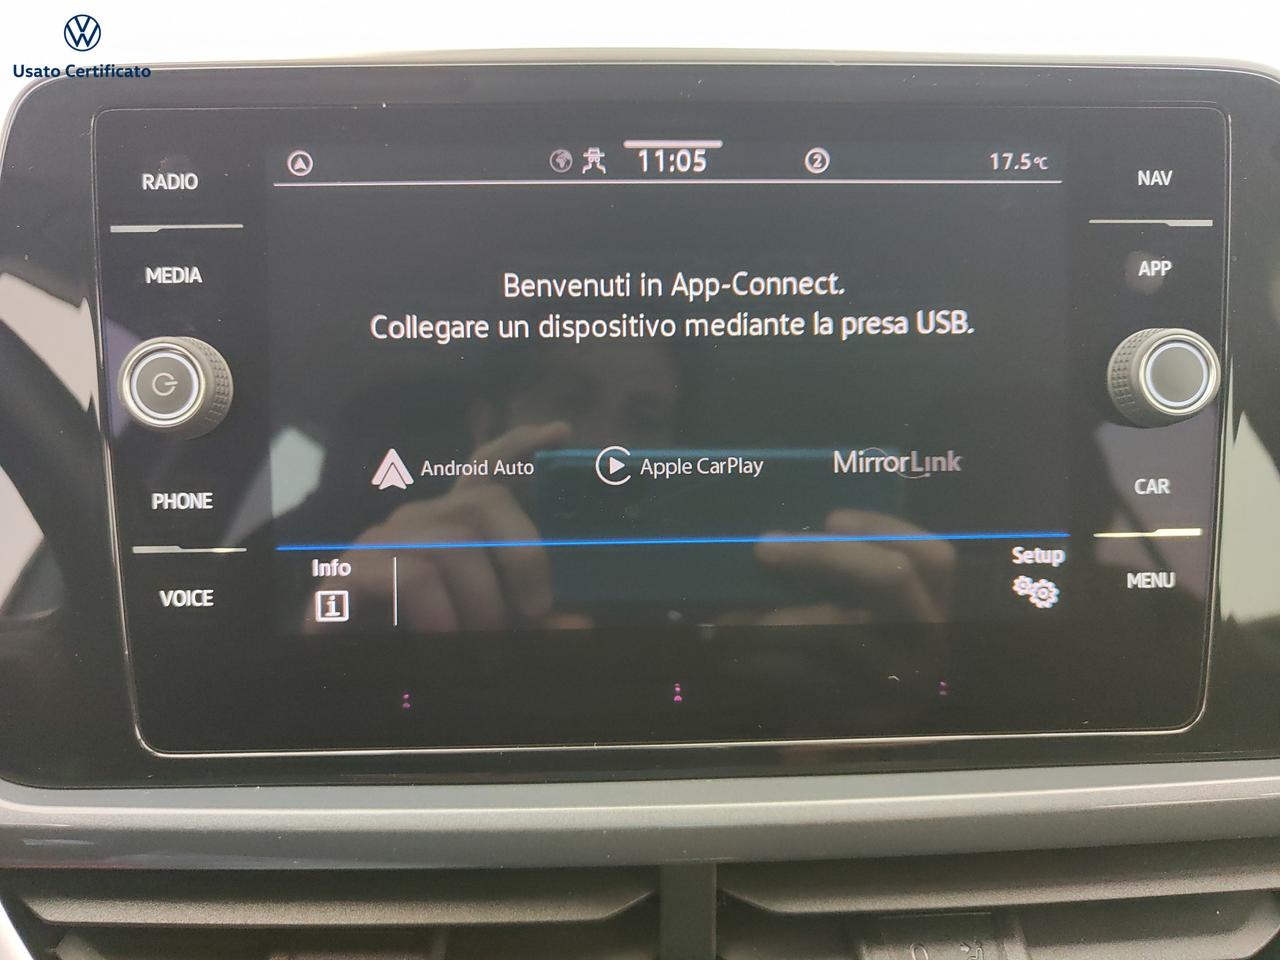 Usato Certificato
RADIO
MEDIA
PHONE
VOICE
11:05
2
17.5°C
Benvenuti in App-Connect.
Collegare un dispositivo mediante la presa USB.
Android Auto
Apple CarPlay
MirrorLink
Info
i
Setup
NAV
APP
CAR
MENU